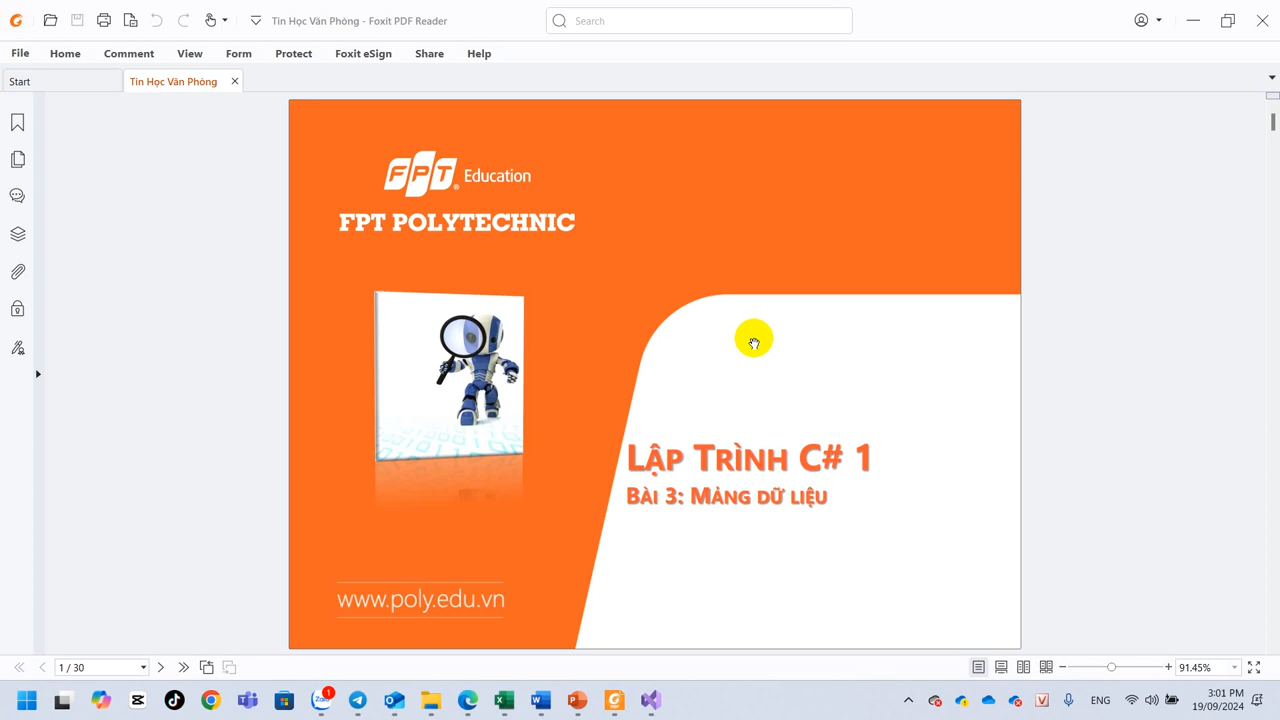 Tin Học Văn Phòng - Foxit PDF Reader
Search
File Home Comment View Form Protect Foxit eSign Share Help
Start
Tin Học Văn Phòng
FPT Education
FPT POLYTECHNIC
LẬP TRÌNH C# 1
BÀI 3: MẢNG DỮ LIỆU
www.poly.edu.vn
1 / 30
91.45%
Zalo
1
ENG
3:01 PM
19/09/2024